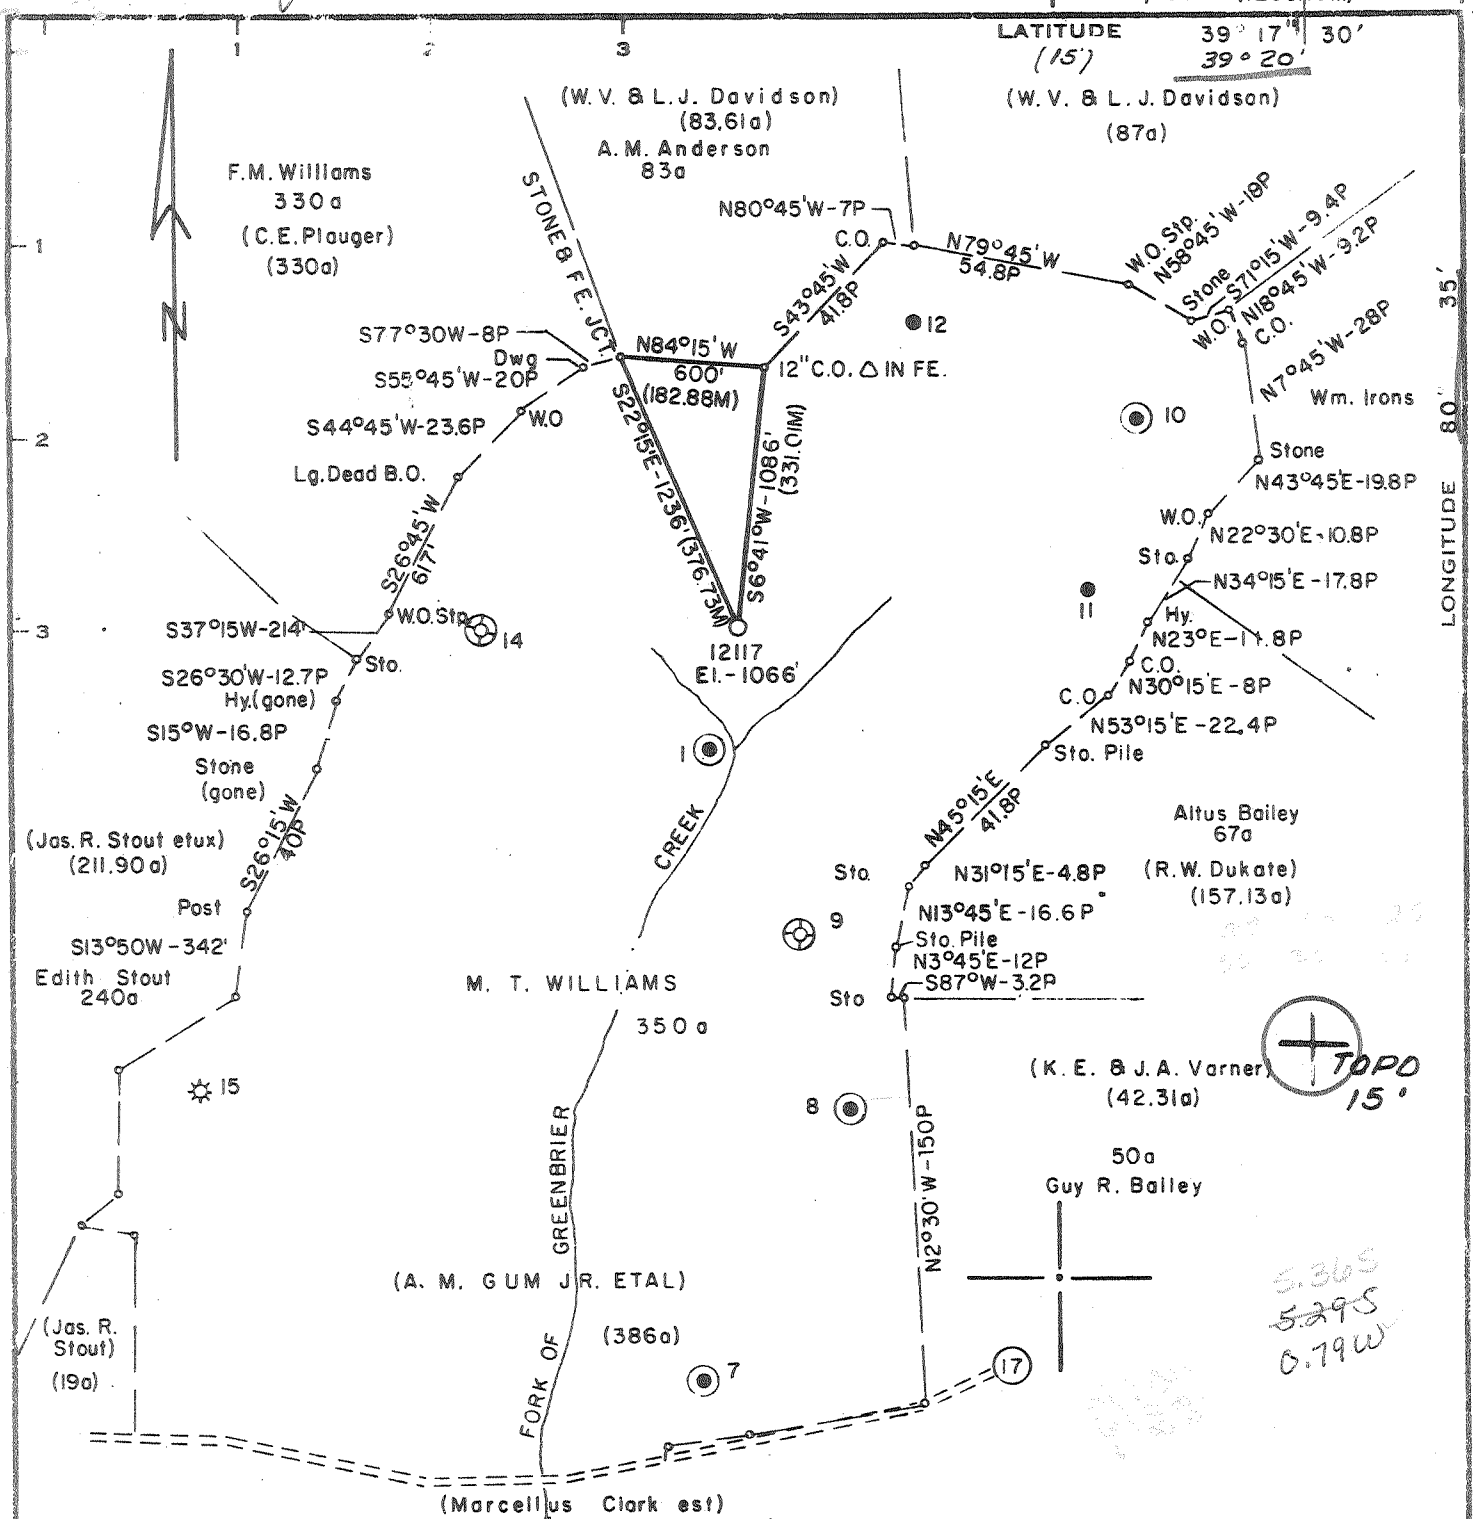 LATITUDE
(15')
39° 17' 30'
39° 20'
1
2
3
(W. V. & L. J. Davidson)
(83.61a)
A. M. Anderson
83a
(W. V. & L. J. Davidson)
(87a)
F.M. Williams
330a
(C.E. Plauger)
(330a)
N
1
2
3
STONE & FE. JCT.
N80°45'W-7P
C.O.
N79°45'W
54.8P
W.O. Stp.
N58°45'W-18P
Stone
S71°15'W-9.4P
W.O.
N18°45'W-9.2P
C.O.
N7°45'W-28P
Wm. Irons
LONGITUDE 80° 35'
S43°45'W
41.8P
12
S77°30W-8P
Dwg
S55°45'W-20P
W.O
S44°45'W-23.6P
Lg. Dead B.O.
N84°15'W
600'
(182.88M)
12"C.O. △ IN FE.
S22°15'E-1236' (376.73M)
S6°41°W-1086'
(331.01M)
10
Stone
N43°45'E-19.8P
W.O.
N22°30'E-10.8P
Sto.
N34°15'E-17.8P
Hy.
N23°E-11.8P
C.O.
N30°15'E-8P
C.O.
N53°15'E-22.4P
Sto. Pile
11
S26°45'W
617'
W.O. Stp.
14
S37°15W-214'
Sto.
S26°30'W-12.7P
Hy.(gone)
S15°W-16.8P
Stone
(gone)
12117
El.-1066'
1
S26°15'W
40P
(Jas. R. Stout etux)
(211.90a)
Post
S13°50W-342'
Edith Stout
240a
N45°15'E
41.8P
Altus Bailey
67a
(R.W. Dukate)
(157.13a)
Sto.
N31°15'E-4.8P
N13°45'E-16.6P
Sto. Pile
N3°45'E-12P
S87°W-3.2P
Sto
9
M. T. WILLIAMS
350a
FORK OF GREENBRIER CREEK
15
8
(K. E. & J. A. Varner)
(42.31a)
TOPO
15'
50a
Guy R. Bailey
N2°30'W-150P
(A. M. GUM JR. ETAL)
(386a)
5.36S
5.29S
0.79W
(Jas. R.
Stout)
(19a)
7
17
(Marcellus Clark est)